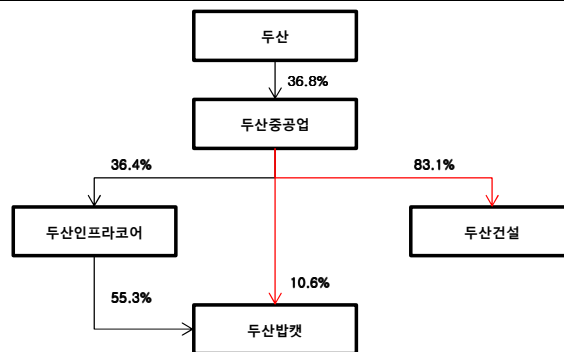 두산
36.8%
두산중공업
36.4%
83.1%
두산인프라코어
두산건설
55.3%
10.6%
두산밥캣